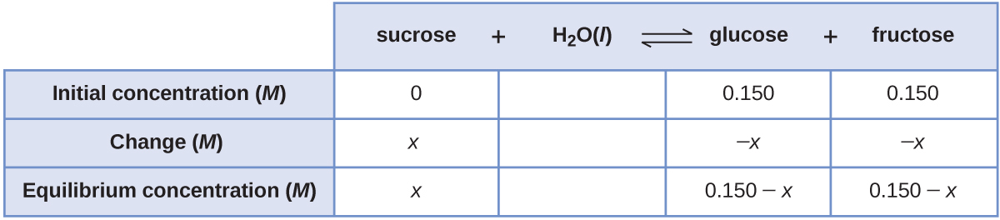 sucrose + H₂O(l) ⇌ glucose + fructose
Initial concentration (M) 0 0.150 0.150
Change (M) x −x −x
Equilibrium concentration (M) x 0.150 − x 0.150 − x